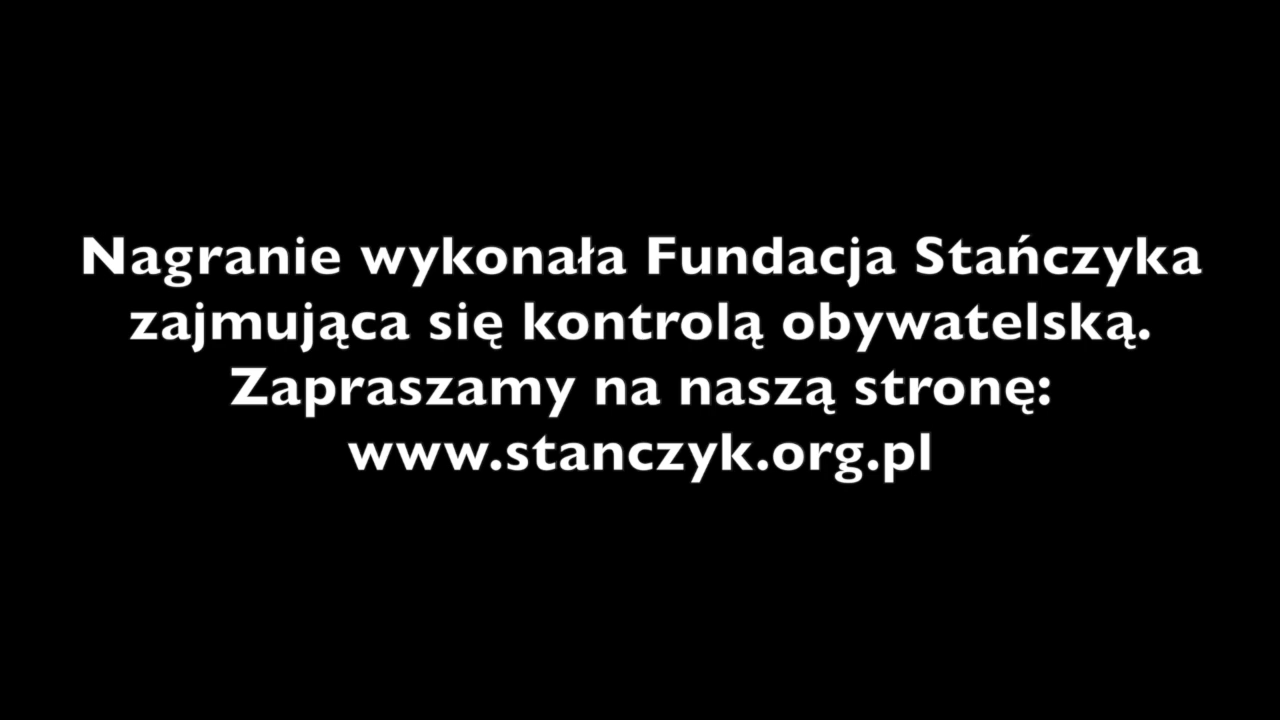 Nagranie wykonała Fundacja Stańczyka
zajmująca się kontrolą obywatelską.
Zapraszamy na naszą stronę:
www.stanczyk.org.pl